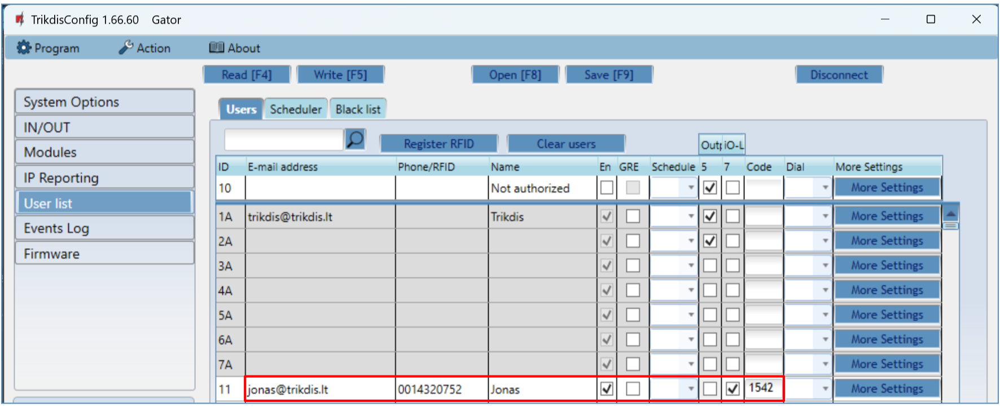 TrikdisConfig 1.66.60 Gator
Program Action About
Read [F4] Write [F5] Open [F8] Save [F9] Disconnect
System Options
IN/OUT
Modules
IP Reporting
User list
Events Log
Firmware
Users Scheduler Black list
Register RFID Clear users Outp iO-L
ID E-mail address Phone/RFID Name En GRE Schedule 5 7 Code Dial More Settings
10 Not authorized More Settings
1A trikdis@trikdis.lt Trikdis More Settings
2A More Settings
3A More Settings
4A More Settings
5A More Settings
6A More Settings
7A More Settings
11 jonas@trikdis.lt 0014320752 Jonas 1542 More Settings